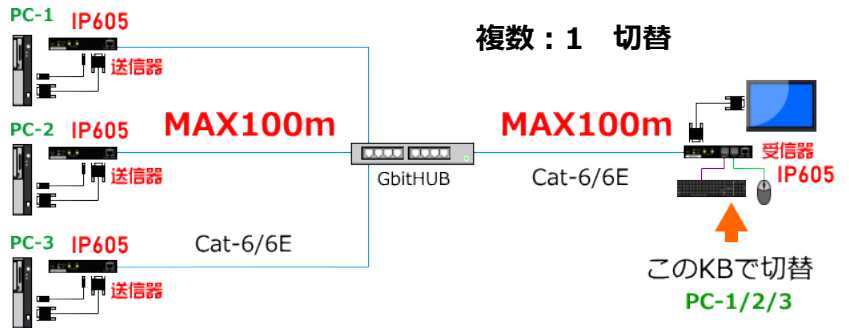 複数：1　切替
PC-1 IP605
送信器
PC-2 IP605
送信器
PC-3 IP605
送信器
MAX100m
Cat-6/6E
GbitHUB
MAX100m
Cat-6/6E
受信器
IP605
このKBで切替
PC-1/2/3